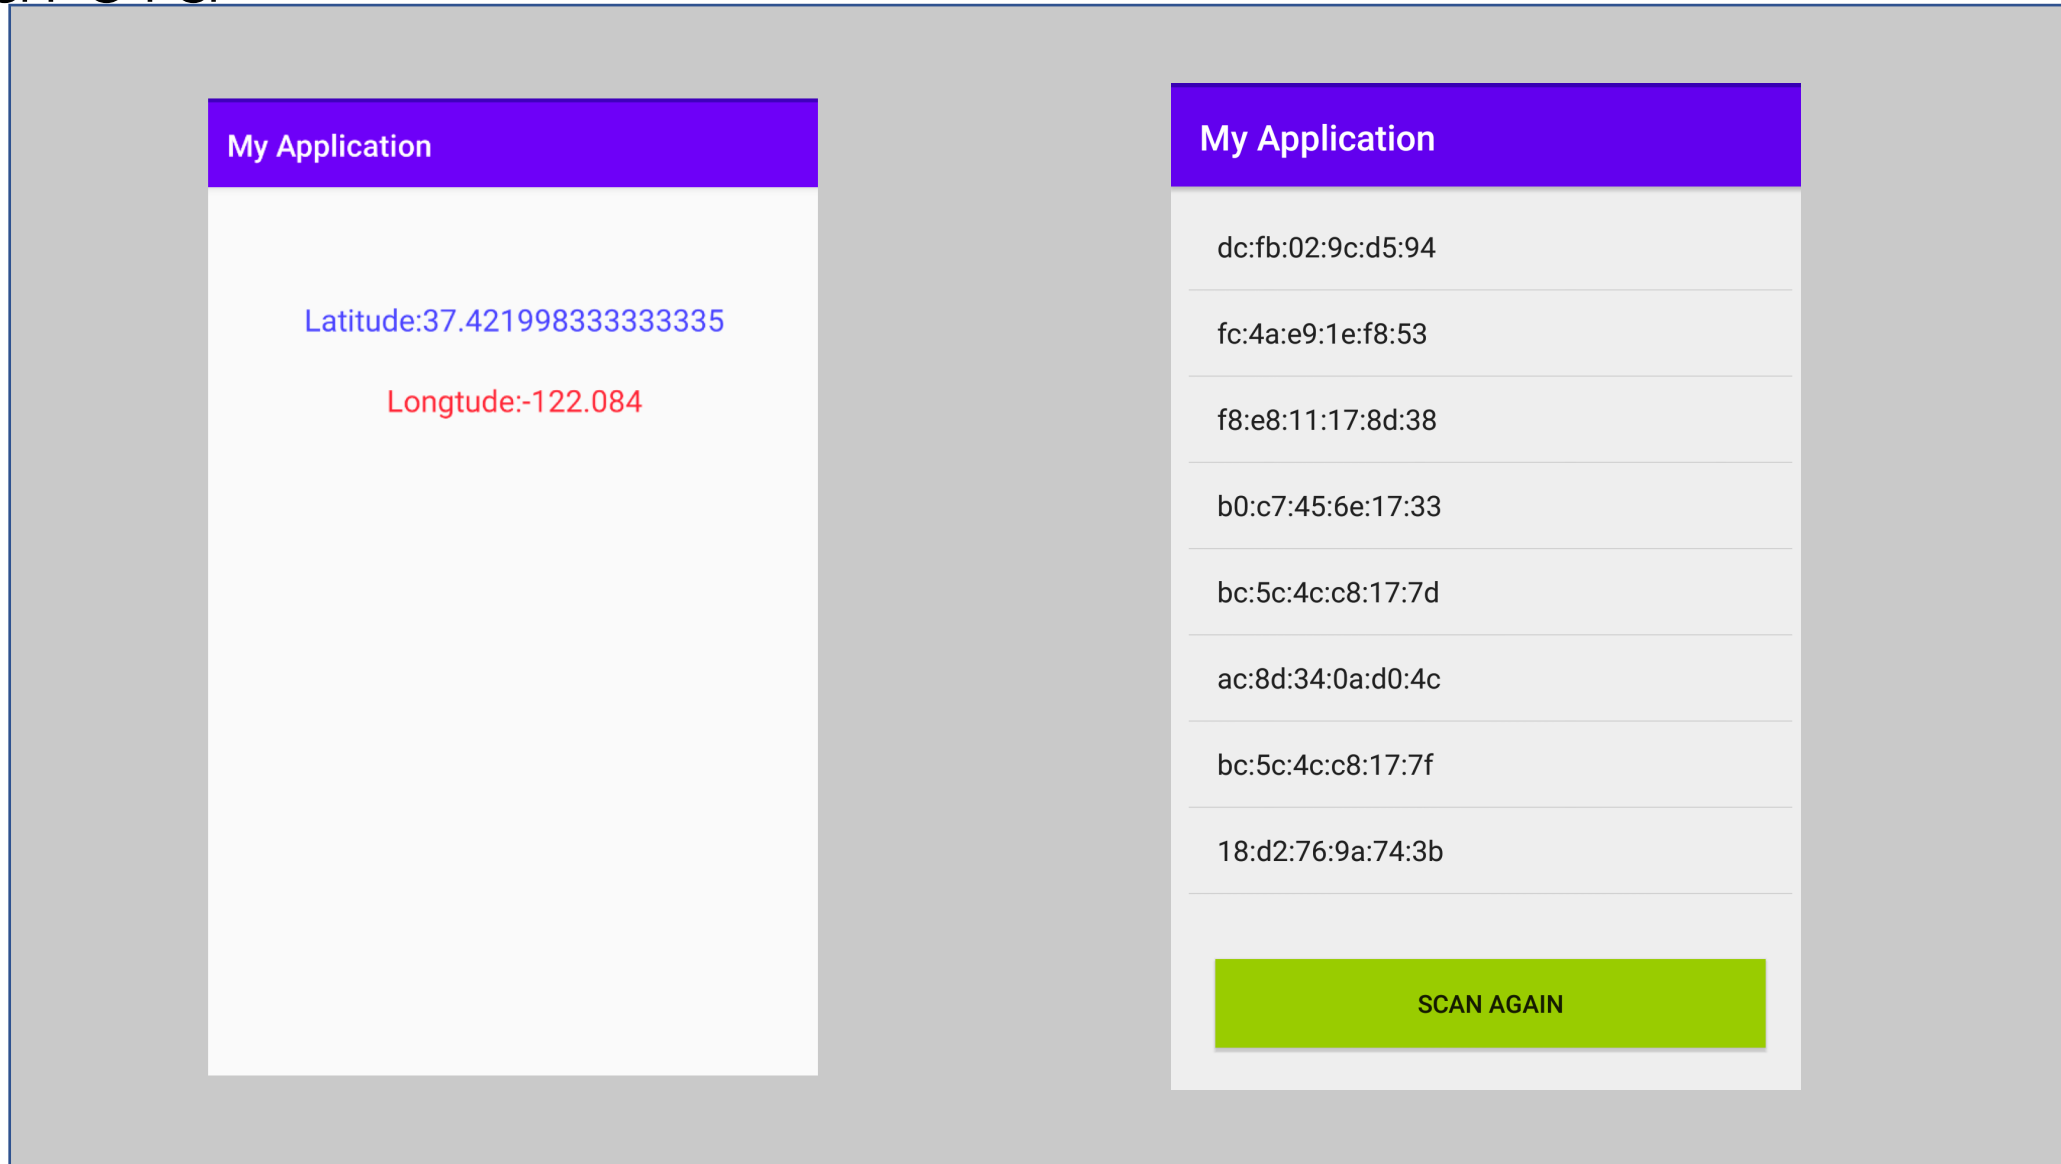 My Application
Latitude:37.421998333333335
Longtude:-122.084
My Application
dc:fb:02:9c:d5:94
fc:4a:e9:1e:f8:53
f8:e8:11:17:8d:38
b0:c7:45:6e:17:33
bc:5c:4c:c8:17:7d
ac:8d:34:0a:d0:4c
bc:5c:4c:c8:17:7f
18:d2:76:9a:74:3b
SCAN AGAIN